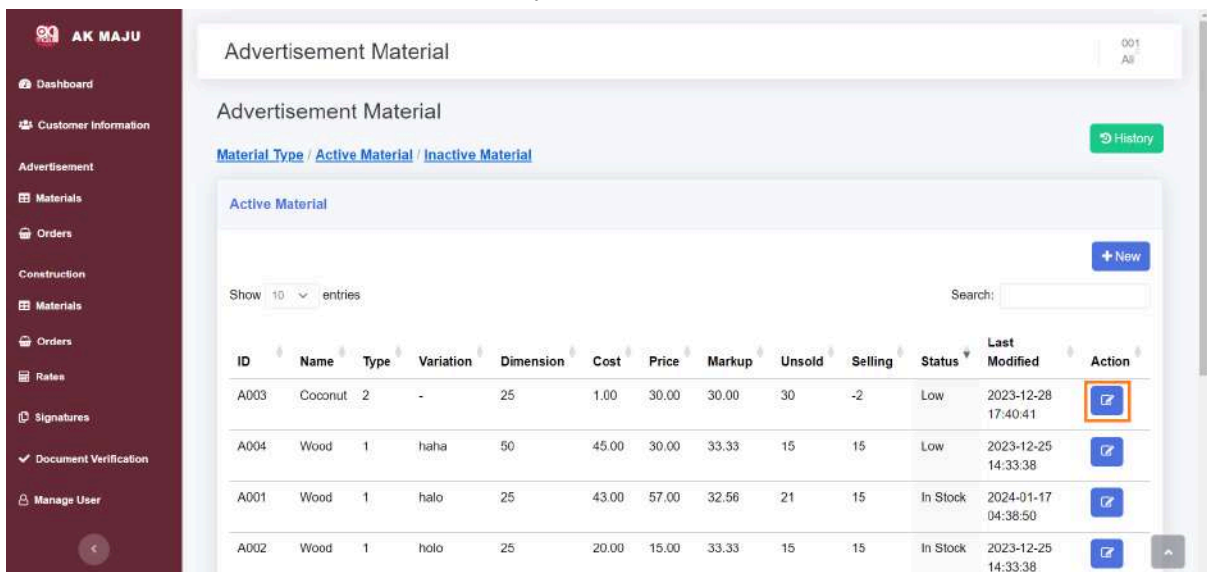 AK MAJU
Dashboard
Customer Information
Advertisement
Materials
Orders
Construction
Materials
Orders
Rates
Signatures
Document Verification
Manage User
Advertisement Material
001
Ali
Advertisement Material
History
Material Type / Active Material / Inactive Material
Active Material
+ New
Show 10 entries
Search:
ID Name Type Variation Dimension Cost Price Markup Unsold Selling Status Last Modified Action
A003 Coconut 2 - 25 1.00 30.00 30.00 30 -2 Low 2023-12-28
17:40:41
A004 Wood 1 haha 50 45.00 30.00 33.33 15 15 Low 2023-12-25
14:33:38
A001 Wood 1 halo 25 43.00 57.00 32.56 21 15 In Stock 2024-01-17
04:38:50
A002 Wood 1 holo 25 20.00 15.00 33.33 15 15 In Stock 2023-12-25
14:33:38